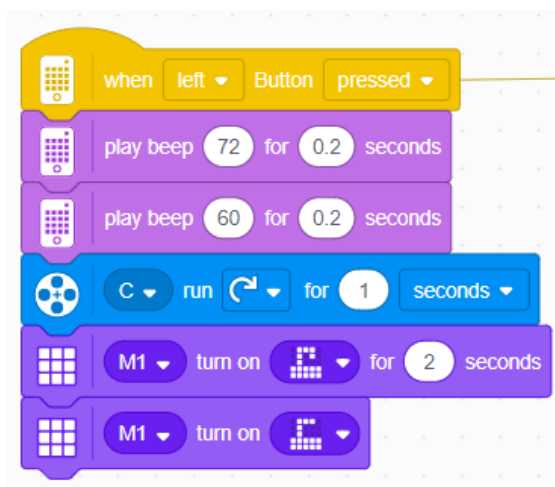 when left Button pressed
play beep 72 for 0.2 seconds
play beep 60 for 0.2 seconds
C run for 1 seconds
M1 turn on for 2 seconds
M1 turn on